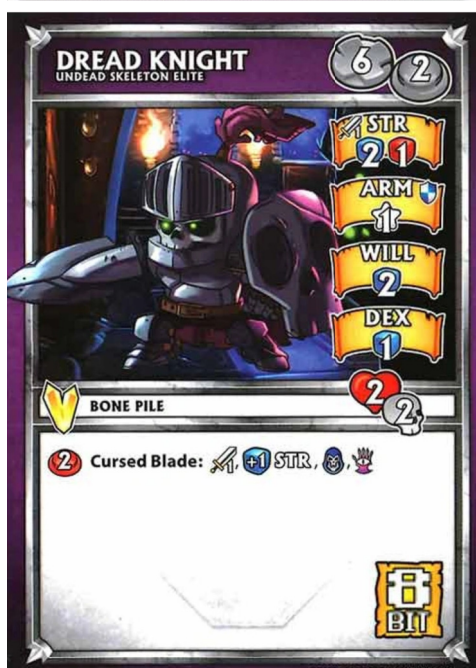 DREAD KNIGHT
UNDEAD SKELETON ELITE
6 2
STR
2 1
ARM
1
WILL
2
DEX
1
2
2
BONE PILE
2 Cursed Blade: , +1 STR, ,
8
BIT